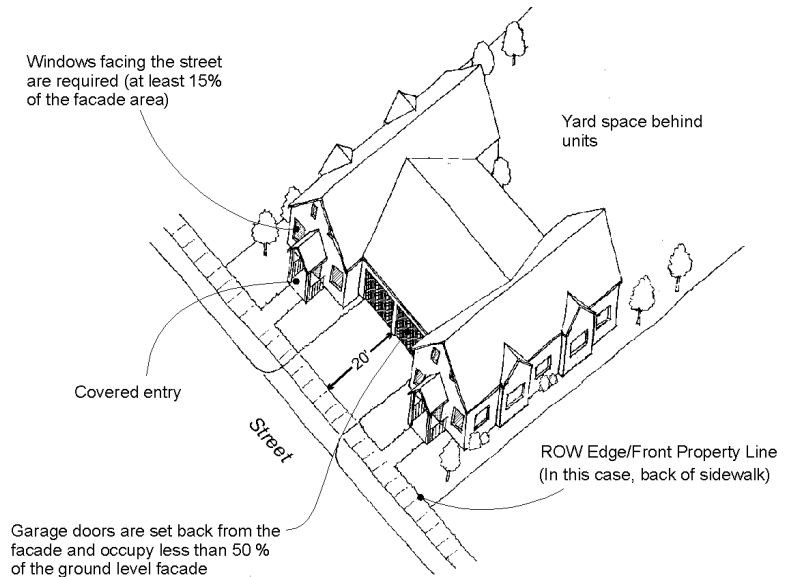 Windows facing the street
are required (at least 15%
of the facade area)
Yard space behind
units
20'
Covered entry
Street
ROW Edge/Front Property Line
(In this case, back of sidewalk)
Garage doors are set back from the
facade and occupy less than 50 %
of the ground level facade